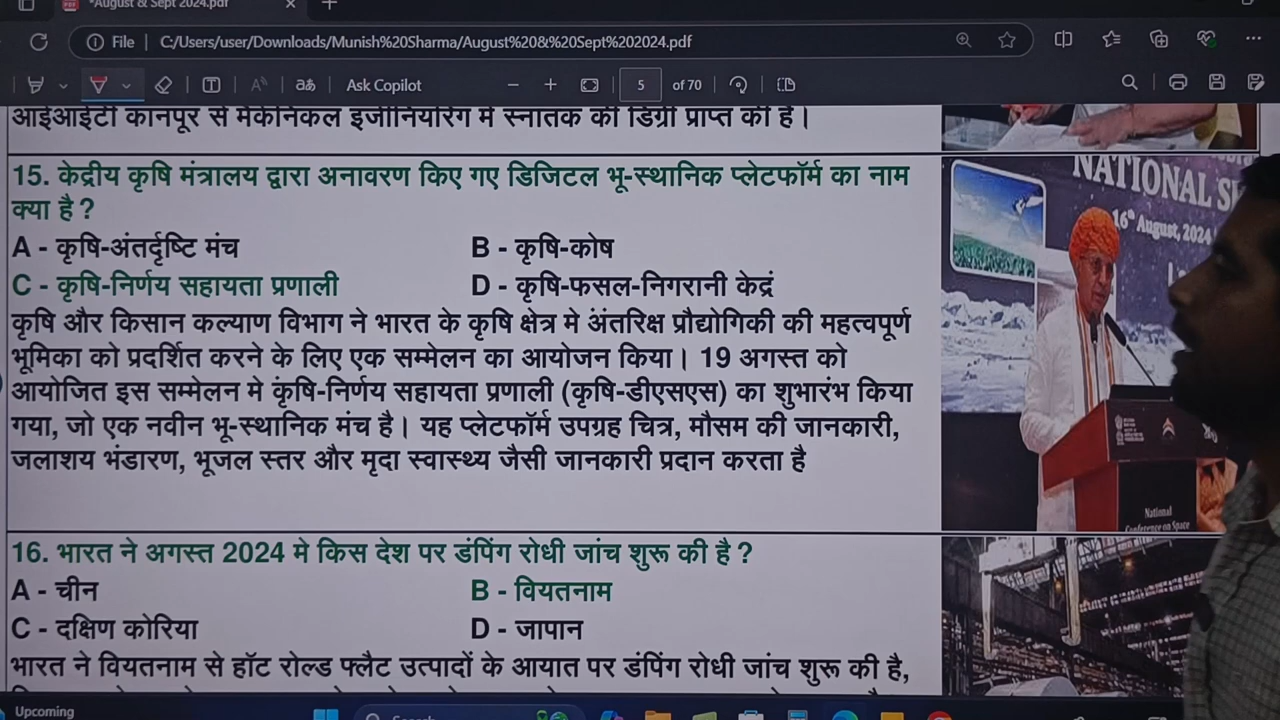 *August & Sept 2024.pdf
File
C:/Users/user/Downloads/Munish%20Sharma/August%20&%20Sept%202024.pdf
Ask Copilot
5
of 70
आईआईटी कानपुर से मैकेनिकल इंजीनियरिंग में स्नातक की डिग्री प्राप्त की है।
15. केंद्रीय कृषि मंत्रालय द्वारा अनावरण किए गए डिजिटल भू-स्थानिक प्लेटफॉर्म का नाम
क्या है ?
A - कृषि-अंतर्दृष्टि मंच
B - कृषि-कोष
C - कृषि-निर्णय सहायता प्रणाली
D - कृषि-फसल-निगरानी केद्रं
कृषि और किसान कल्याण विभाग ने भारत के कृषि क्षेत्र मे अंतरिक्ष प्रौद्योगिकी की महत्वपूर्ण
भूमिका को प्रदर्शित करने के लिए एक सम्मेलन का आयोजन किया। 19 अगस्त को
आयोजित इस सम्मेलन मे कृंषि-निर्णय सहायता प्रणाली (कृषि-डीएसएस) का शुभारंभ किया
गया, जो एक नवीन भू-स्थानिक मंच है। यह प्लेटफॉर्म उपग्रह चित्र, मौसम की जानकारी,
जलाशय भंडारण, भूजल स्तर और मृदा स्वास्थ्य जैसी जानकारी प्रदान करता है
NATIONAL
16th August, 2024
National
Conference on Space
16. भारत ने अगस्त 2024 मे किस देश पर डंपिंग रोधी जांच शुरू की है ?
A - चीन
B - वियतनाम
C - दक्षिण कोरिया
D - जापान
भारत ने वियतनाम से हॉट रोल्ड फ्लैट उत्पादों के आयात पर डंपिंग रोधी जांच शुरू की है,
Upcoming
Search